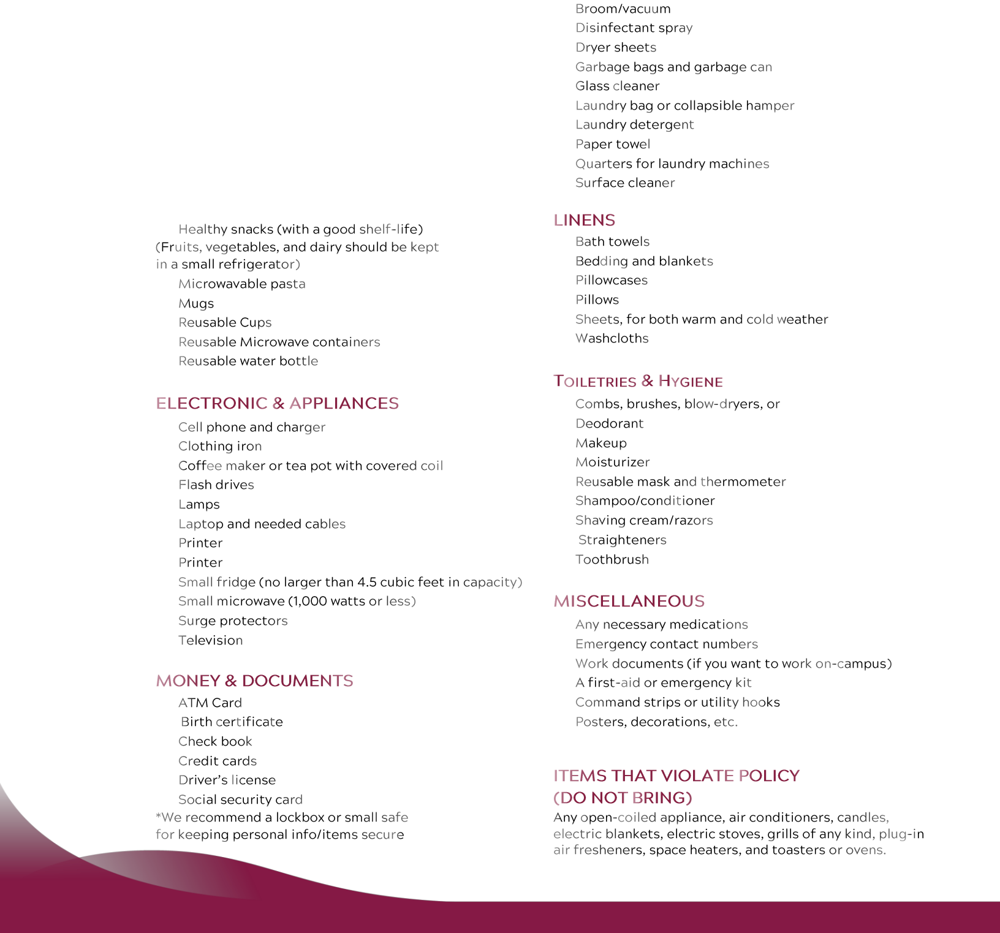 Healthy snacks (with a good shelf-life)
(Fruits, vegetables, and dairy should be kept
in a small refrigerator)
Microwavable pasta
Mugs
Reusable Cups
Reusable Microwave containers
Reusable water bottle
ELECTRONIC & APPLIANCES
Cell phone and charger
Clothing iron
Coffee maker or tea pot with covered coil
Flash drives
Lamps
Laptop and needed cables
Printer
Printer
Small fridge (no larger than 4.5 cubic feet in capacity)
Small microwave (1,000 watts or less)
Surge protectors
Television
MONEY & DOCUMENTS
ATM Card
Birth certificate
Check book
Credit cards
Driver's license
Social security card
*We recommend a lockbox or small safe
for keeping personal info/items secure
Broom/vacuum
Disinfectant spray
Dryer sheets
Garbage bags and garbage can
Glass cleaner
Laundry bag or collapsible hamper
Laundry detergent
Paper towel
Quarters for laundry machines
Surface cleaner
LINENS
Bath towels
Bedding and blankets
Pillowcases
Pillows
Sheets, for both warm and cold weather
Washcloths
TOILETRIES & HYGIENE
Combs, brushes, blow-dryers, or
Deodorant
Makeup
Moisturizer
Reusable mask and thermometer
Shampoo/conditioner
Shaving cream/razors
Straighteners
Toothbrush
MISCELLANEOUS
Any necessary medications
Emergency contact numbers
Work documents (if you want to work on-campus)
A first-aid or emergency kit
Command strips or utility hooks
Posters, decorations, etc.
ITEMS THAT VIOLATE POLICY
(DO NOT BRING)
Any open-coiled appliance, air conditioners, candles,
electric blankets, electric stoves, grills of any kind, plug-in
air fresheners, space heaters, and toasters or ovens.